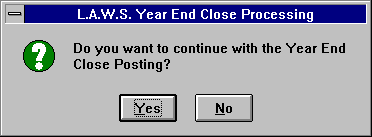 L.A.W.S. Year End Close Processing
Do you want to continue with the Year End
Close Posting?
Yes No